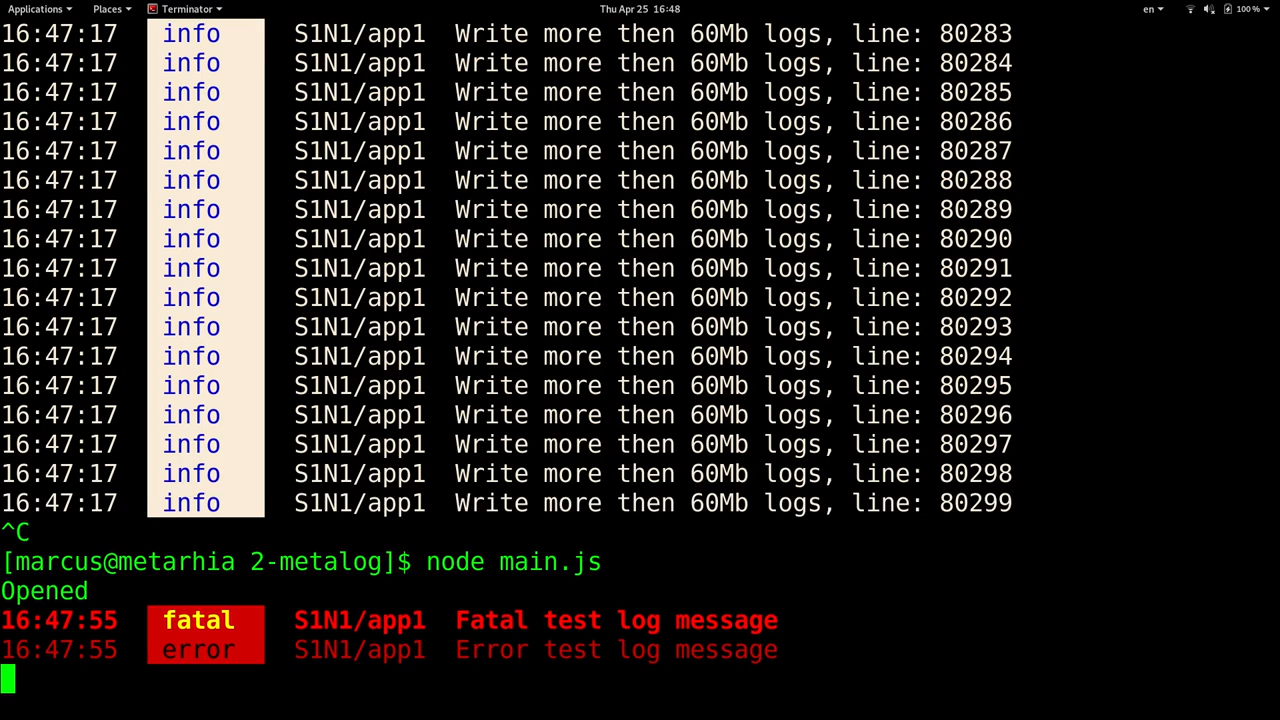 Applications Places Terminator Thu Apr 25 16:48 en 100 %
16:47:17 info S1N1/app1 Write more then 60Mb logs, line: 80283
16:47:17 info S1N1/app1 Write more then 60Mb logs, line: 80284
16:47:17 info S1N1/app1 Write more then 60Mb logs, line: 80285
16:47:17 info S1N1/app1 Write more then 60Mb logs, line: 80286
16:47:17 info S1N1/app1 Write more then 60Mb logs, line: 80287
16:47:17 info S1N1/app1 Write more then 60Mb logs, line: 80288
16:47:17 info S1N1/app1 Write more then 60Mb logs, line: 80289
16:47:17 info S1N1/app1 Write more then 60Mb logs, line: 80290
16:47:17 info S1N1/app1 Write more then 60Mb logs, line: 80291
16:47:17 info S1N1/app1 Write more then 60Mb logs, line: 80292
16:47:17 info S1N1/app1 Write more then 60Mb logs, line: 80293
16:47:17 info S1N1/app1 Write more then 60Mb logs, line: 80294
16:47:17 info S1N1/app1 Write more then 60Mb logs, line: 80295
16:47:17 info S1N1/app1 Write more then 60Mb logs, line: 80296
16:47:17 info S1N1/app1 Write more then 60Mb logs, line: 80297
16:47:17 info S1N1/app1 Write more then 60Mb logs, line: 80298
16:47:17 info S1N1/app1 Write more then 60Mb logs, line: 80299
^C
[marcus@metarhia 2-metalog]$ node main.js
Opened
16:47:55 fatal S1N1/app1 Fatal test log message
16:47:55 error S1N1/app1 Error test log message